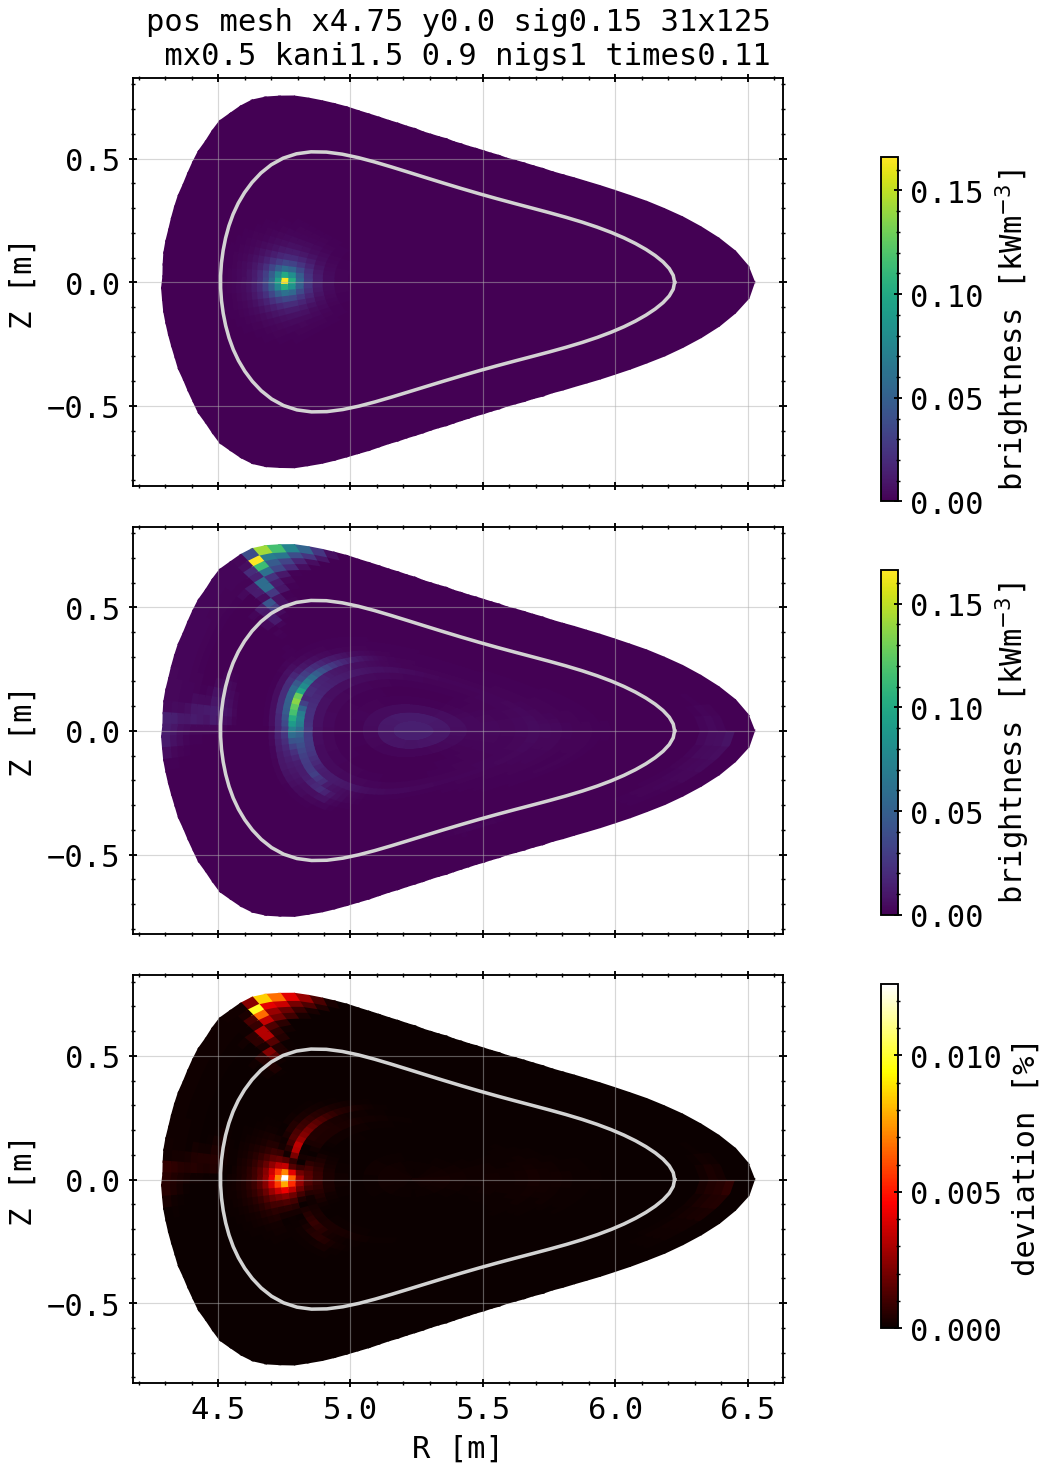 pos mesh x4.75 y0.0 sig0.15 31x125
mx0.5 kani1.5 0.9 nigs1 times0.11
0.5
0.0
−0.5
Z [m]
0.15
0.10
0.05
0.00
brightness [kWm⁻³]
0.5
0.0
−0.5
Z [m]
0.15
0.10
0.05
0.00
brightness [kWm⁻³]
0.5
0.0
−0.5
Z [m]
0.010
0.005
0.000
deviation [%]
4.5 5.0 5.5 6.0 6.5
R [m]